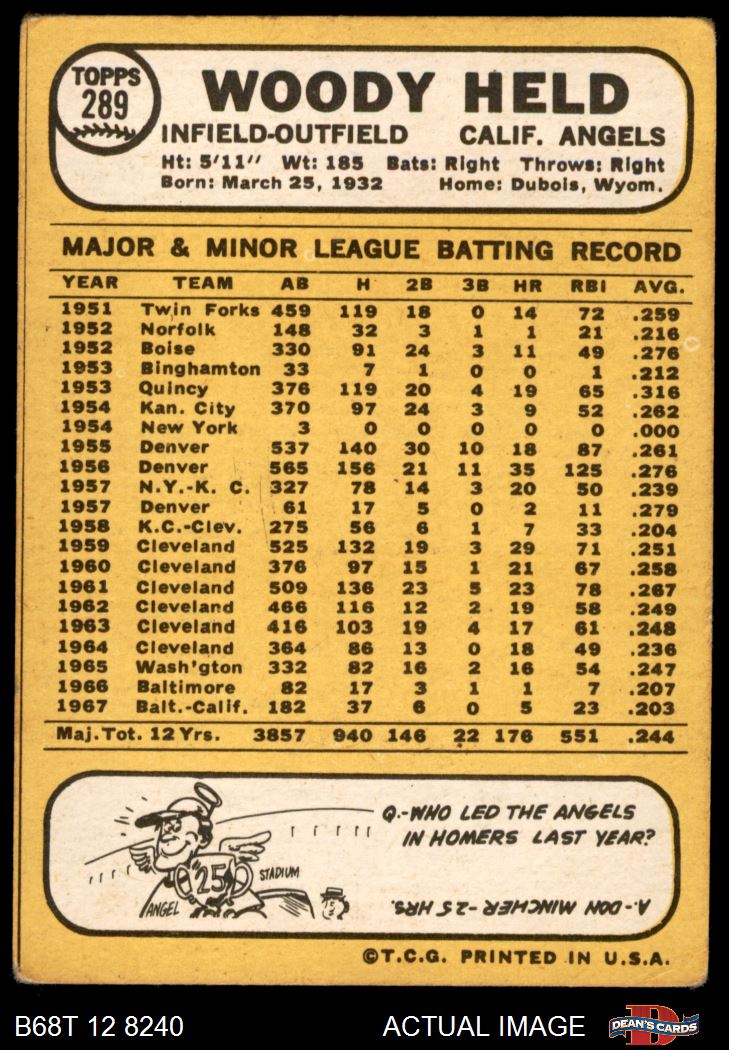 TOPPS
289
WOODY HELD
INFIELD-OUTFIELD CALIF. ANGELS
Ht: 5'11" Wt: 185 Bats: Right Throws: Right
Born: March 25, 1932 Home: Dubois, Wyom.
MAJOR & MINOR LEAGUE BATTING RECORD
YEAR TEAM AB H 2B 3B HR RBI AVG.
1951 Twin Forks 459 119 18 0 14 72 .259
1952 Norfolk 148 32 3 1 1 21 .216
1952 Boise 330 91 24 3 11 49 .276
1953 Binghamton 33 7 1 0 0 1 .212
1953 Quincy 376 119 20 4 19 65 .316
1954 Kan. City 370 97 24 3 9 52 .262
1954 New York 3 0 0 0 0 0 .000
1955 Denver 537 140 30 10 18 87 .261
1956 Denver 565 156 21 11 35 125 .276
1957 N.Y.-K. C. 327 78 14 3 20 50 .239
1957 Denver 61 17 5 0 2 11 .279
1958 K.C.-Clev. 275 56 6 1 7 33 .204
1959 Cleveland 525 132 19 3 29 71 .251
1960 Cleveland 376 97 15 1 21 67 .258
1961 Cleveland 509 136 23 5 23 78 .267
1962 Cleveland 466 116 12 2 19 58 .249
1963 Cleveland 416 103 19 4 17 61 .248
1964 Cleveland 364 86 13 0 18 49 .236
1965 Wash'gton 332 82 16 2 16 54 .247
1966 Baltimore 82 17 3 1 1 7 .207
1967 Balt.-Calif. 182 37 6 0 5 23 .203
Maj. Tot. 12 Yrs. 3857 940 146 22 176 551 .244
Q.-WHO LED THE ANGELS
IN HOMERS LAST YEAR?
"25"
STADIUM
ANGEL
A.-DON MINCHER-25 HRS.
©T.C.G. PRINTED IN U.S.A.
B68T 12 8240 ACTUAL IMAGE
DEAN'S CARDS